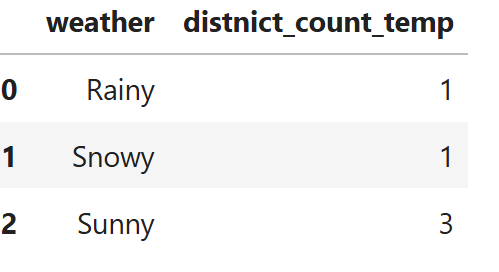 weather distnict_count_temp
0 Rainy 1
1 Snowy 1
2 Sunny 3